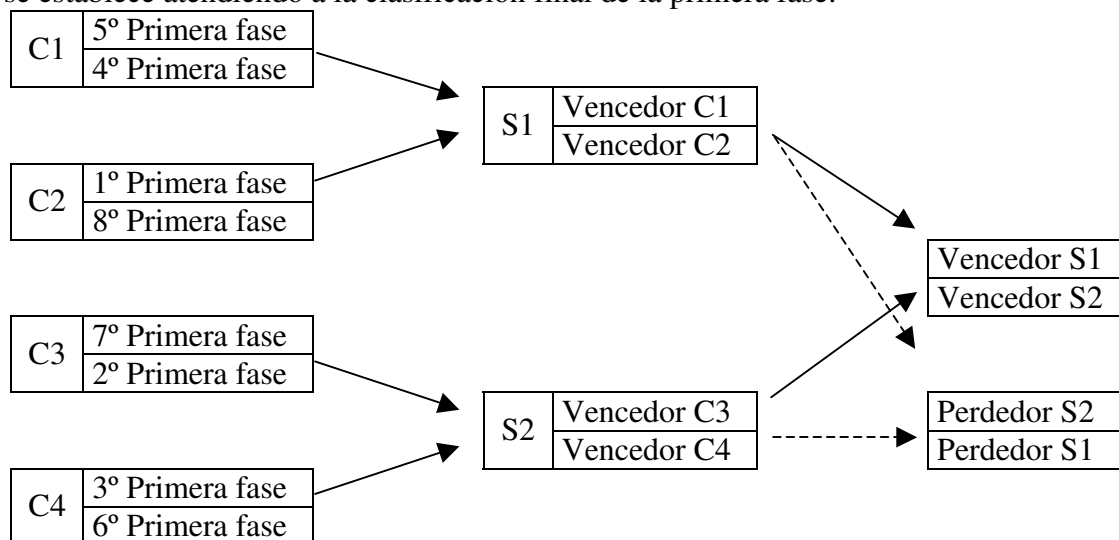 se establece atendiendo a la clasificación final de la primera fase:
C1
5º Primera fase
4º Primera fase
C2
1º Primera fase
8º Primera fase
C3
7º Primera fase
2º Primera fase
C4
3º Primera fase
6º Primera fase
S1
Vencedor C1
Vencedor C2
S2
Vencedor C3
Vencedor C4
Vencedor S1
Vencedor S2
Perdedor S2
Perdedor S1